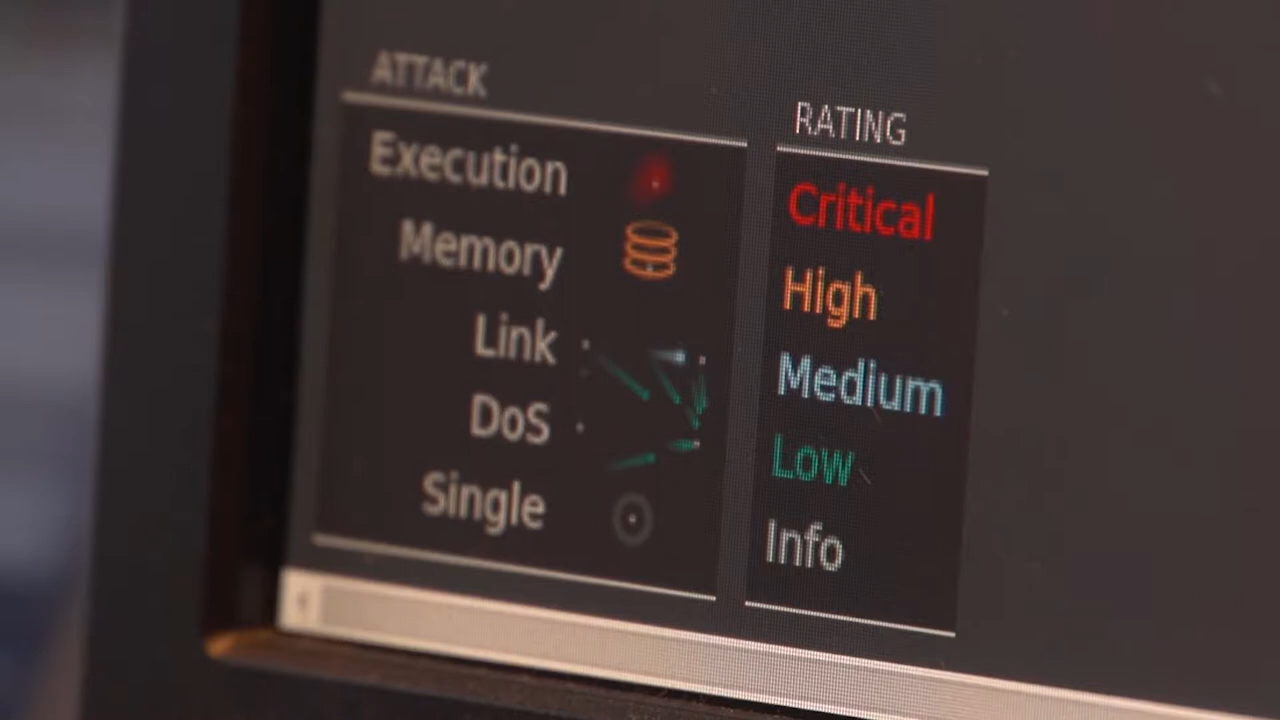 ATTACK
Execution
Memory
Link
DoS
Single
RATING
Critical
High
Medium
Low
Info